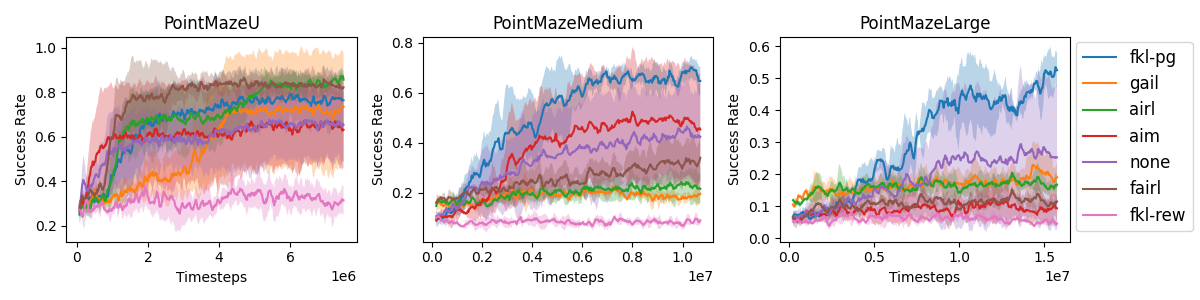 PointMazeU
Success Rate
1.0
0.8
0.6
0.4
0.2
0
2
4
6
1e6
Timesteps
PointMazeMedium
Success Rate
0.8
0.6
0.4
0.2
0.0
0.2
0.4
0.6
0.8
1.0
1e7
Timesteps
PointMazeLarge
Success Rate
0.6
0.5
0.4
0.3
0.2
0.1
0.0
0.0
0.5
1.0
1.5
1e7
Timesteps
fkl-pg
gail
airl
aim
none
fairl
fkl-rew